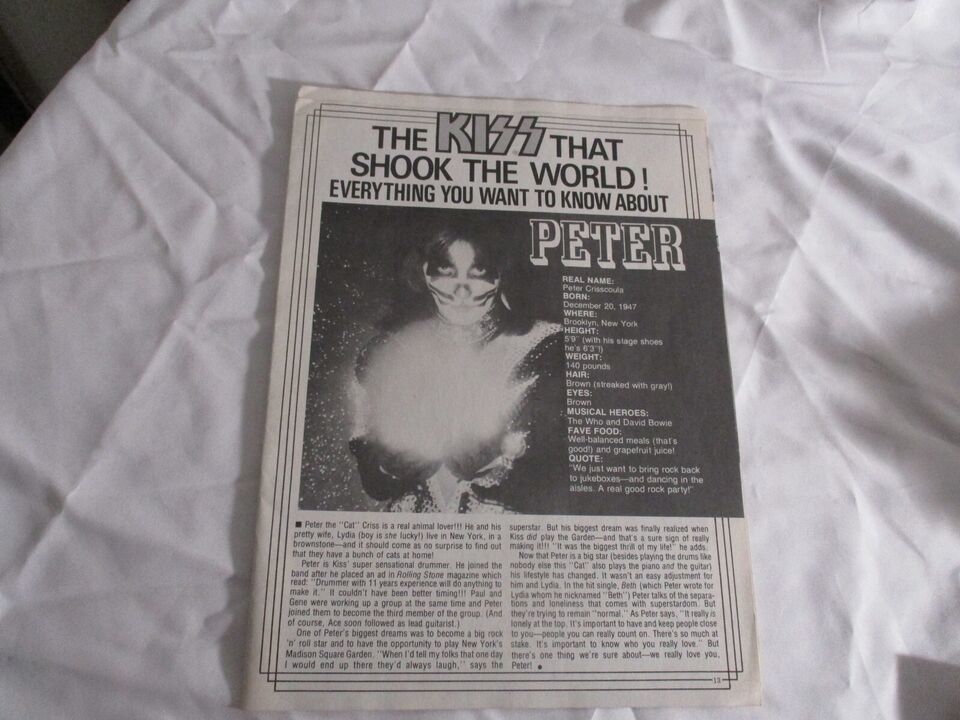 THE KISS THAT
SHOOK THE WORLD!
EVERYTHING YOU WANT TO KNOW ABOUT
PETER
REAL NAME:
Peter Crisscoula
BORN:
December 20, 1947
WHERE:
Brooklyn, New York
HEIGHT:
5'9" (with his stage shoes
he's 6'3"!)
WEIGHT:
140 pounds
HAIR:
Brown (streaked with gray!)
EYES:
Brown
MUSICAL HEROES:
The Who and David Bowie
FAVE FOOD:
Well-balanced meals (that's
good!) and grapefruit juice!
QUOTE:
"We just want to bring rock back
to jukeboxes—and dancing in the
aisles. A real good rock party!"
■ Peter the "Cat" Criss is a real animal lover!!! He and his
pretty wife, Lydia (boy is she lucky!) live in New York, in a
brownstone—and it should come as no surprise to find out
that they have a bunch of cats at home!
Peter is Kiss' super sensational drummer. He joined the
band after he placed an ad in Rolling Stone magazine which
read: "Drummer with 11 years experience will do anything to
make it." It couldn't have been better timing!!! Paul and
Gene were working up a group at the same time and Peter
joined them to become the third member of the group. (And
of course, Ace soon followed as lead guitarist.)
One of Peter's biggest dreams was to become a big rock
'n' roll star and to have the opportunity to play New York's
Madison Square Garden. "When I'd tell my folks that one day
I would end up there they'd always laugh," says the
superstar. But his biggest dream was finally realized when
Kiss did play the Garden—and that's a sure sign of really
making it!!! "It was the biggest thrill of my life!" he adds.
Now that Peter is a big star (besides playing the drums like
nobody else this "Cat" also plays the piano and the guitar)
his lifestyle has changed. It wasn't an easy adjustment for
him and Lydia. In the hit single, Beth (which Peter wrote for
Lydia whom he nicknamed "Beth") Peter talks of the separa-
tions and loneliness that comes with superstardom. But
they're trying to remain "normal." As Peter says, "It really is
lonely at the top. It's important to have and keep people close
to you—people you can really count on. There's so much at
stake. It's important to know who you really love." But
there's one thing we're sure about—we really love you,
Peter! ●
13